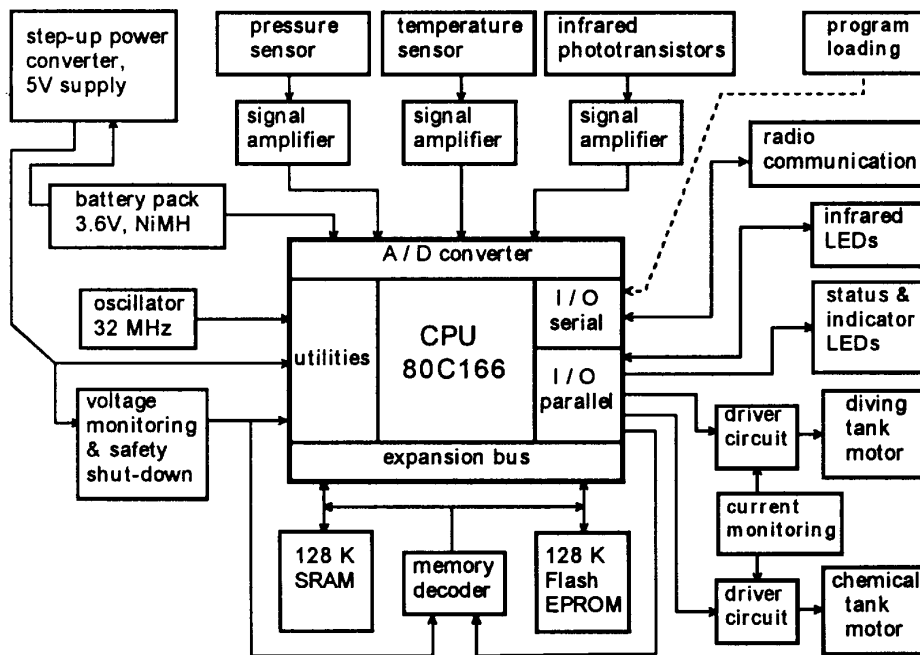 step-up power
converter,
5V supply
pressure
sensor
temperature
sensor
infrared
phototransistors
program
loading
signal
amplifier
signal
amplifier
signal
amplifier
radio
communication
battery pack
3.6V, NiMH
infrared
LEDs
A / D converter
oscillator
32 MHz
utilities
CPU
80C166
I / O
serial
status &
indicator
LEDs
I / O
parallel
voltage
monitoring
& safety
shut-down
driver
circuit
diving
tank
motor
expansion bus
current
monitoring
128 K
SRAM
memory
decoder
128 K
Flash
EPROM
driver
circuit
chemical
tank
motor